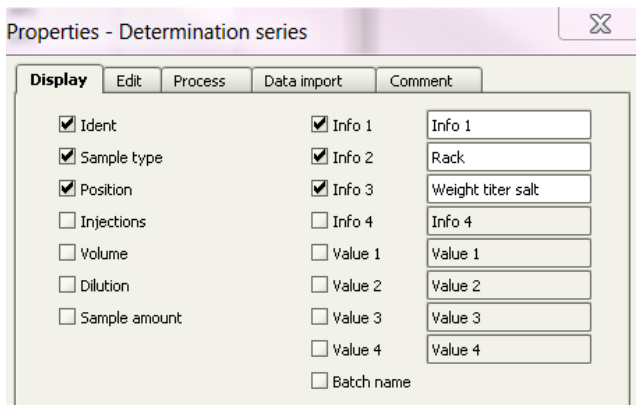 Properties - Determination series
Display Edit Process Data import Comment
Ident Info 1 Info 1
Sample type Info 2 Rack
Position Info 3 Weight titer salt
Injections Info 4 Info 4
Volume Value 1 Value 1
Dilution Value 2 Value 2
Sample amount Value 3 Value 3
Value 4 Value 4
Batch name